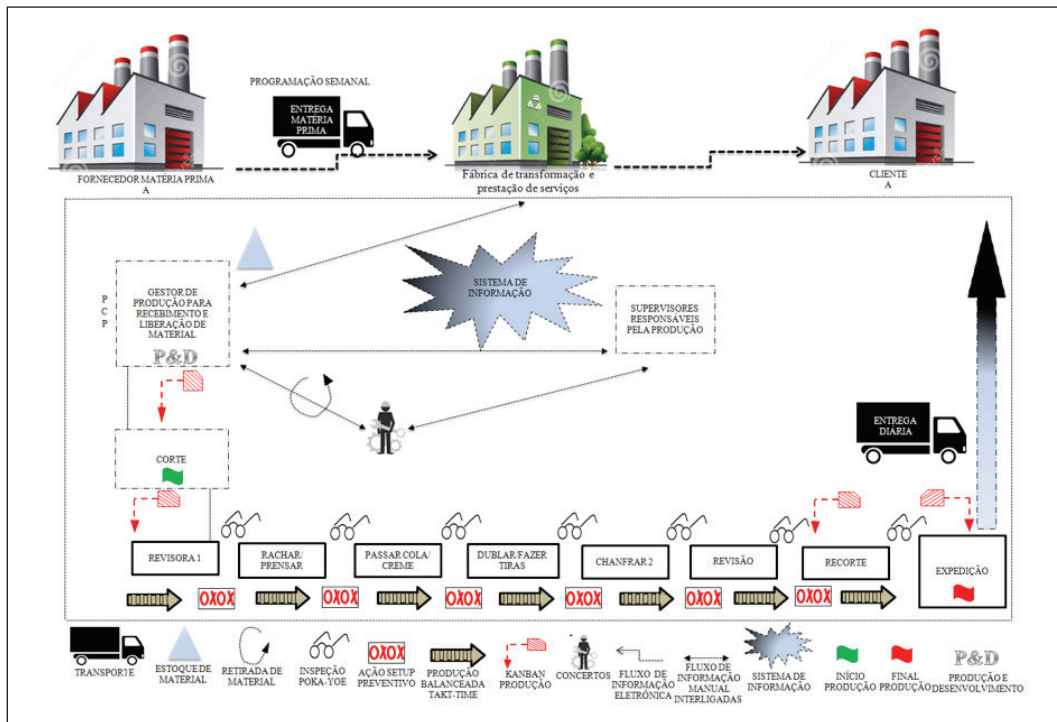 PROGRAMAÇÃO SEMANAL
ENTREGA
MATÉRIA
PRIMA
FORNECEDOR MATÉRIA PRIMA
A
Fábrica de transformação e
prestação de serviços
CLIENTE
A
PCP
GESTOR DE
PRODUÇÃO PARA
RECEBIMENTO E
LIBERAÇÃO DE
MATERIAL
P&D
SISTEMA DE
INFORMAÇÃO
SUPERVISORES
RESPONSÁVEIS
PELA PRODUÇÃO
ENTREGA
DIÁRIA
CORTE
REVISORA 1
RACHAR/
PRENSAR
PASSAR COLA/
CREME
DUBLAR/FAZER
TIRAS
CHANFRAR 2
REVISÃO
RECORTE
EXPEDIÇÃO
OXOX
OXOX
OXOX
OXOX
OXOX
OXOX
TRANSPORTE
ESTOQUE DE
MATERIAL
RETIRADA DE
MATERIAL
INSPEÇÃO
POKA-YOE
OXOX
AÇÃO SETUP
PREVENTIVO
PRODUÇÃO
BALANCEADA
TAKT-TIME
KANBAN
PRODUÇÃO
CONCERTOS
FLUXO DE
INFORMAÇÃO
ELETRÔNICA
FLUXO DE
INFORMAÇÃO
MANUAL
INTERLIGADAS
SISTEMA DE
INFORMAÇÃO
INÍCIO
PRODUÇÃO
FINAL
PRODUÇÃO
P&D
PRODUÇÃO E
DESENVOLVIMENTO